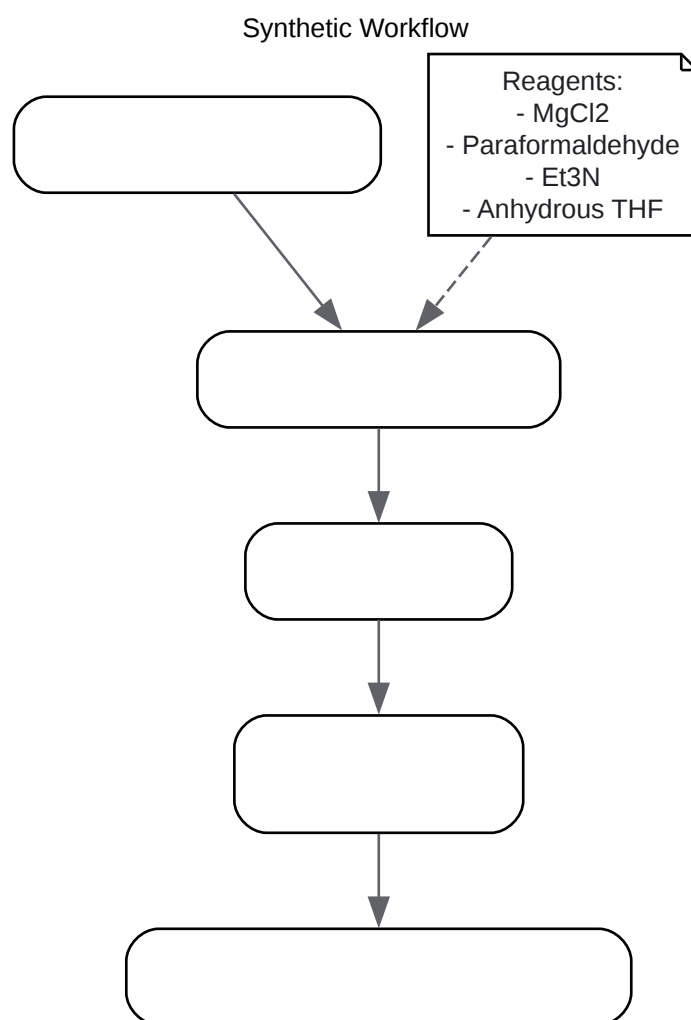 Synthetic Workflow
Reagents:
- MgCl2
- Paraformaldehyde
- Et3N
- Anhydrous THF